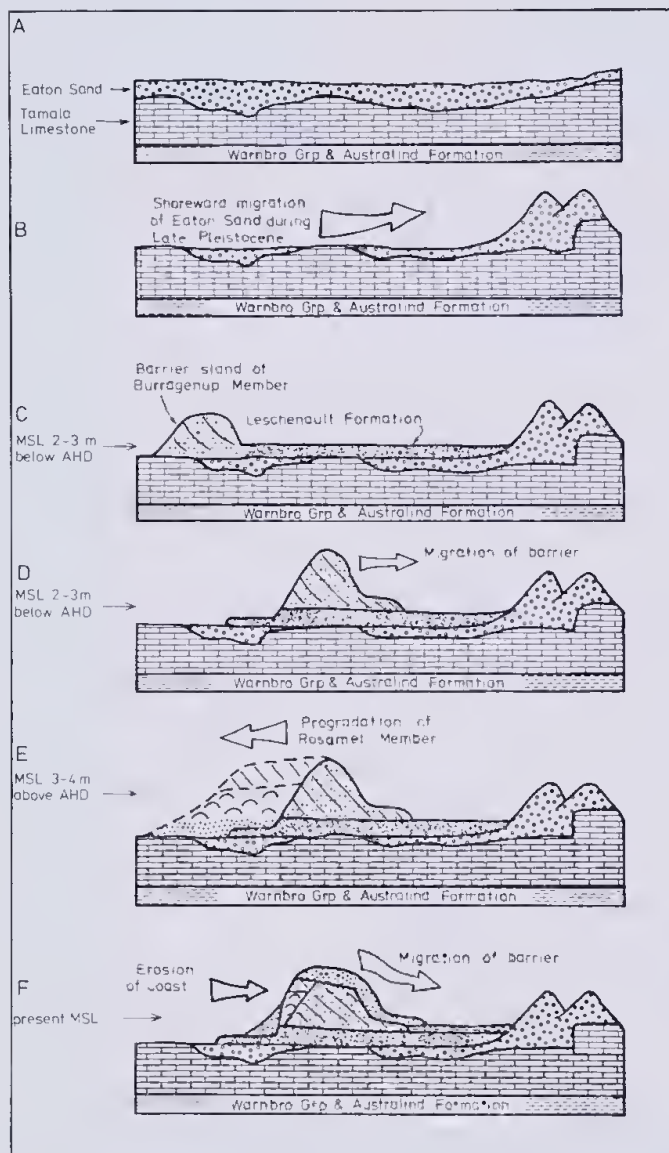 A
Eaton Sand
Tamala
Limestone
Warnbro Grp & Australind Formation
B
Shoreward migration
of Eaton Sand during
Late Pleistocene
Warnbro Grp & Australind Formation
Barrier island of
Burragenup Member
C
MSL 2-3 m
below AHD
Leschenault Formation
Warnbro Grp & Australind Formation
D
MSL 2-3m
below AHD
Migration of barrier
Warnbro Grp & Australind Formation
Progradation of
Rosamel Member
E
MSL 3-4 m
above AHD
Warnbro Grp & Australind Formation
F
Erosion
of coast
Migration of barrier
present MSL
Warnbro Grp & Australind Formation